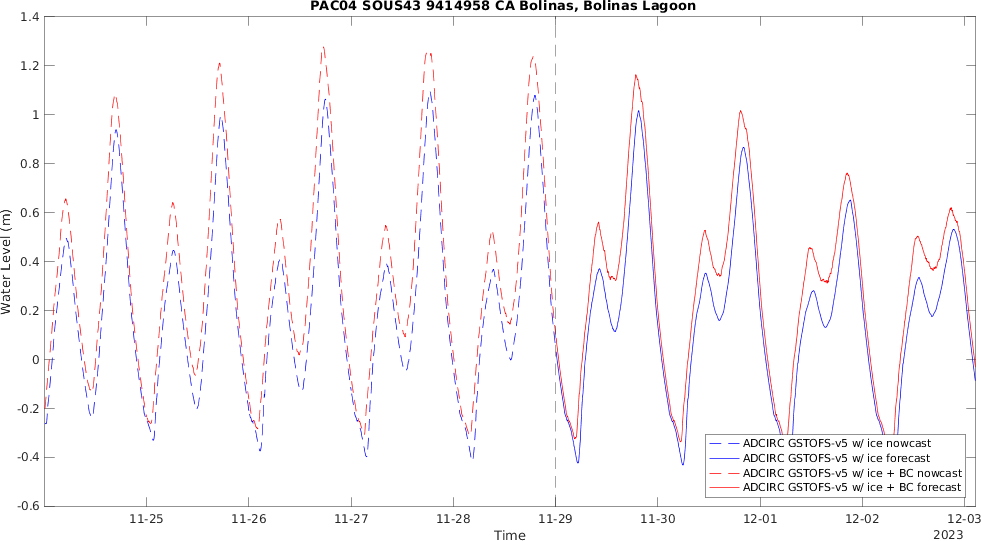 PAC04 SOUS43 9414958 CA Bolinas, Bolinas Lagoon
1.4
1.2
1
0.8
0.6
0.4
0.2
0
-0.2
-0.4
-0.6
Water Level (m)
ADCIRC GSTOFS-v5 w/ ice nowcast
ADCIRC GSTOFS-v5 w/ ice forecast
ADCIRC GSTOFS-v5 w/ ice + BC nowcast
ADCIRC GSTOFS-v5 w/ ice + BC forecast
11-25 11-26 11-27 11-28 11-29 11-30 12-01 12-02 12-03
Time 2023